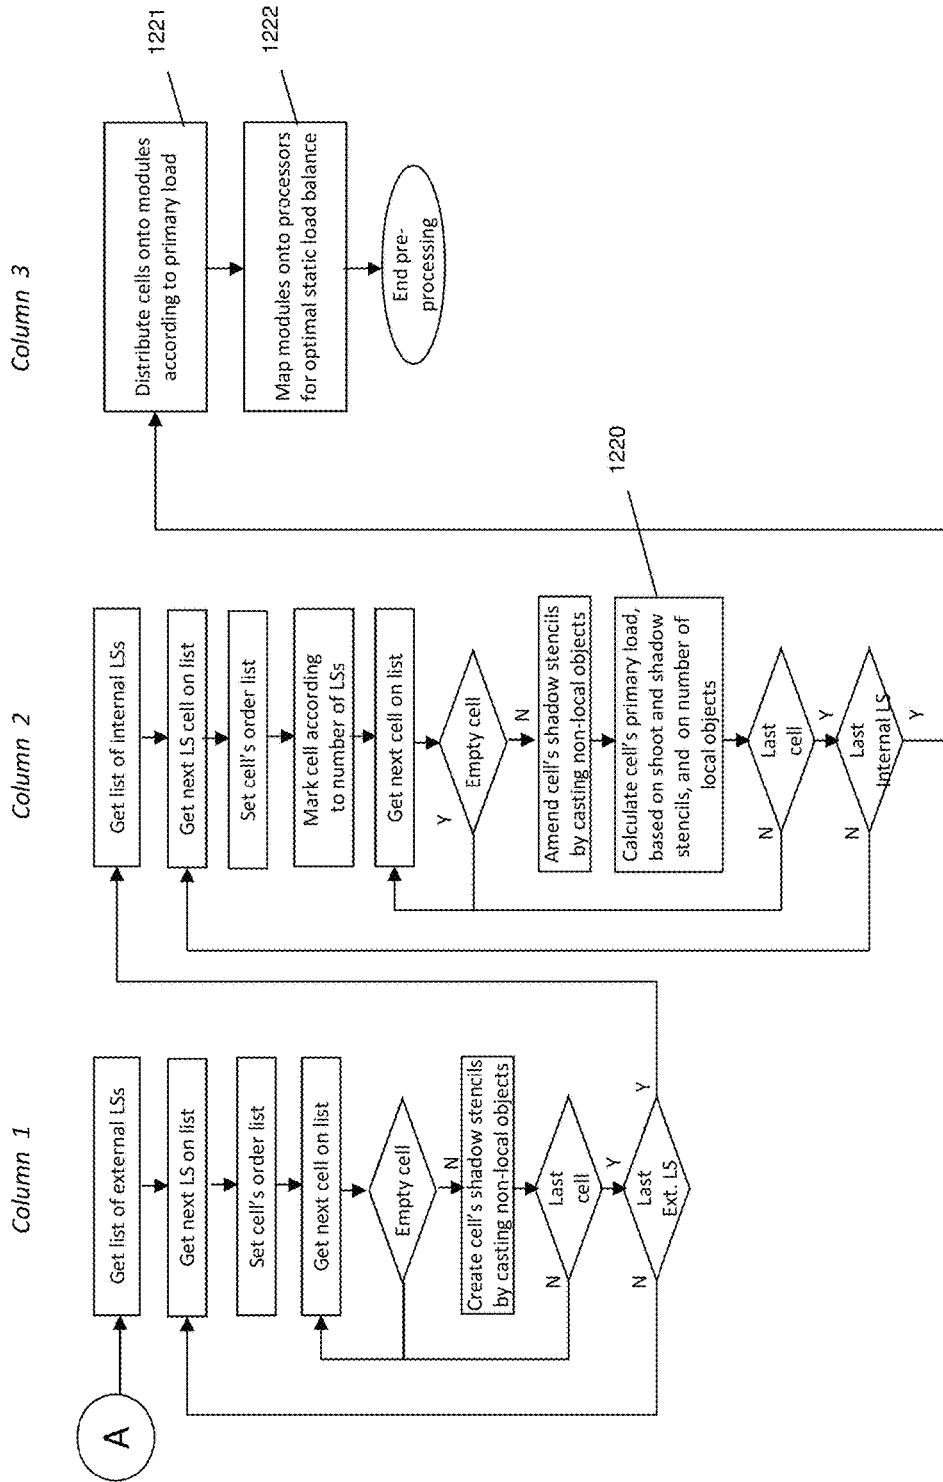 Column 1
A
Get list of external LSs
Get next LS on list
Set cell's order list
Get next cell on list
Empty cell
N
Create cell's shadow stencils
by casting non-local objects
Last
cell
N
Y
Last
Ext. LS
N
Y
Column 2
Get list of internal LSs
Get next LS cell on list
Set cell's order list
Mark cell according
to number of LSs
Get next cell on list
Empty cell
Y
N
Amend cell's shadow stencils
by casting non-local objects
Calculate cell's primary load,
based on shoot and shadow
stencils, and on number of
local objects
1220
Last
cell
N
Y
Last
Internal LS
N
Y
Column 3
Distribute cells onto modules
according to primary load
1221
Map modules onto processors
for optimal static load balance
1222
End pre-
processing